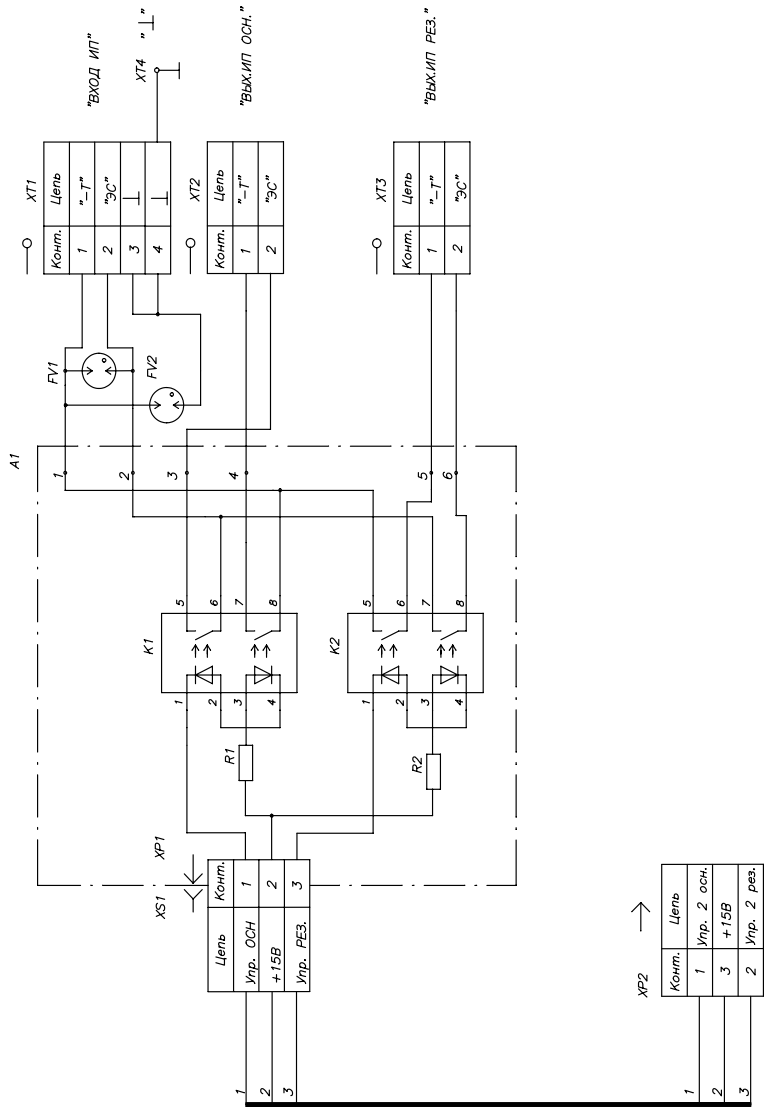 "ВХОД ИП"
XT4 "⊥"
"ВЫХ.ИП ОСН."
"ВЫХ.ИП РЕЗ."
XT1
Конт. Цепь
1 "–Т"
2 "ЭС"
3 ⊥
4 ⊥
XT2
Конт. Цепь
1 "–Т"
2 "ЭС"
XT3
Конт. Цепь
1 "–Т"
2 "ЭС"
FV1
FV2
A1
1
2
3
4
5
6
K1
5
6
7
8
1
2
3
4
K2
5
6
7
8
1
2
3
4
R1
R2
XS1
XP1
Цепь Конт.
Упр. ОСН 1
+15В 2
Упр. РЕЗ. 3
1
2
3
XP2
Конт. Цепь
1 Упр. 2 осн.
3 +15В
2 Упр. 2 рез.
1
2
3